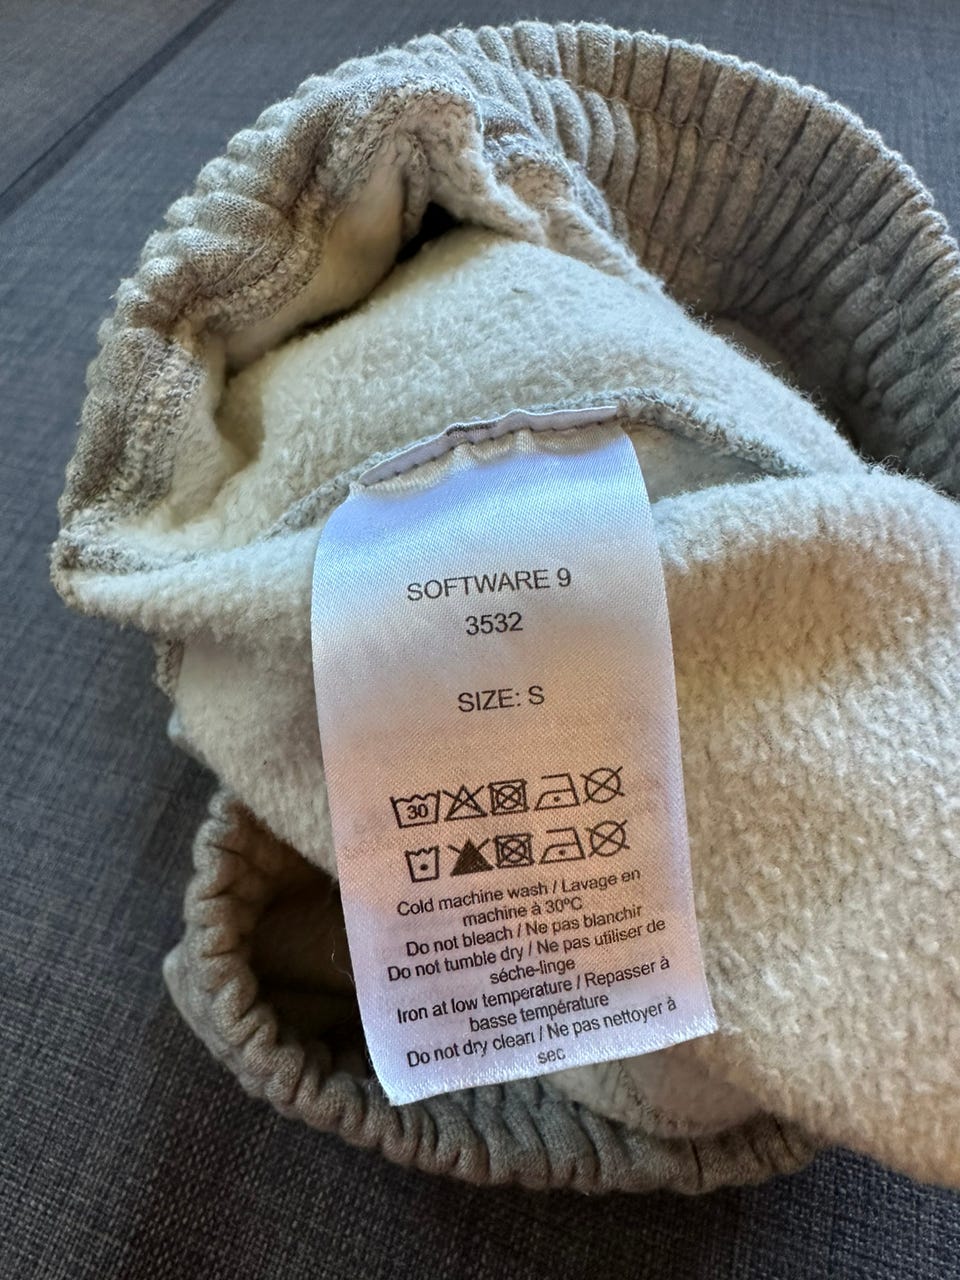 SOFTWARE 9
3532
SIZE: S
30
Cold machine wash / Lavage en
machine à 30ºC
Do not bleach / Ne pas blanchir
Do not tumble dry / Ne pas utiliser de
séche-linge
Iron at low temperature / Repasser à
basse température
Do not dry clean / Ne pas nettoyer à
sec